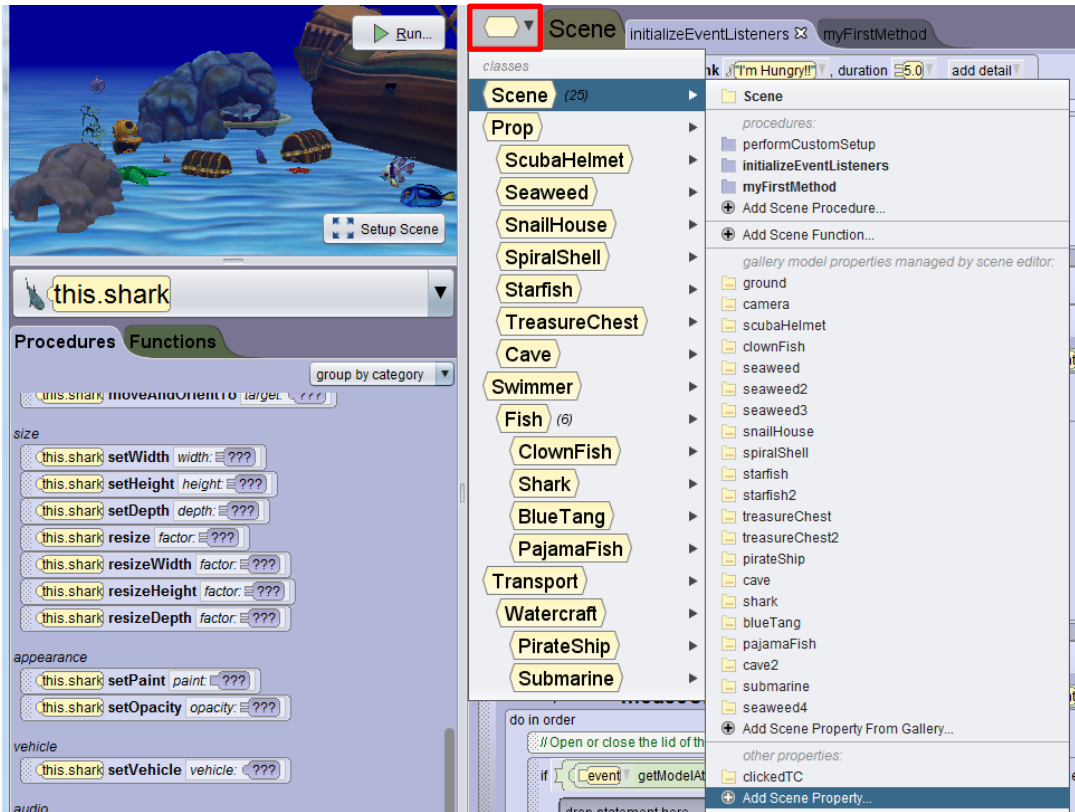 Run...
Setup Scene
this.shark
Procedures
Functions
group by category
this.shark moveAndOrientTo target: ???
size
this.shark setWidth width: ???
this.shark setHeight height: ???
this.shark setDepth depth: ???
this.shark resize factor: ???
this.shark resizeWidth factor: ???
this.shark resizeHeight factor: ???
this.shark resizeDepth factor: ???
appearance
this.shark setPaint paint: ???
this.shark setOpacity opacity: ???
vehicle
this.shark setVehicle vehicle: ???
audio
Scene
initializeEventListeners
myFirstMethod
"I'm Hungry!!" , duration 5.0 add detail
classes
Scene (25)
Prop
ScubaHelmet
Seaweed
SnailHouse
SpiralShell
Starfish
TreasureChest
Cave
Swimmer
Fish (6)
ClownFish
Shark
BlueTang
PajamaFish
Transport
Watercraft
PirateShip
Submarine
Scene
procedures:
performCustomSetup
initializeEventListeners
myFirstMethod
Add Scene Procedure...
Add Scene Function...
gallery model properties managed by scene editor:
ground
camera
scubaHelmet
clownFish
seaweed
seaweed2
seaweed3
snailHouse
spiralShell
starfish
starfish2
treasureChest
treasureChest2
pirateShip
cave
shark
blueTang
pajamaFish
cave2
submarine
seaweed4
Add Scene Property From Gallery...
other properties:
clickedTC
Add Scene Property...
do in order
// Open or close the lid of th
if event getModelAt
drop statement here